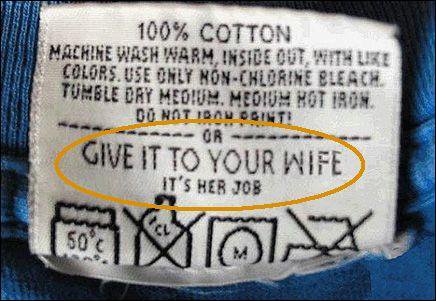 100% COTTON
MACHINE WASH WARM, INSIDE OUT, WITH LIKE
COLORS. USE ONLY NON-CHLORINE BLEACH.
TUMBLE DRY MEDIUM. MEDIUM HOT IRON.
DO NOT IRON PRINT!
OR
GIVE IT TO YOUR WIFE
IT'S HER JOB
50°C CL M